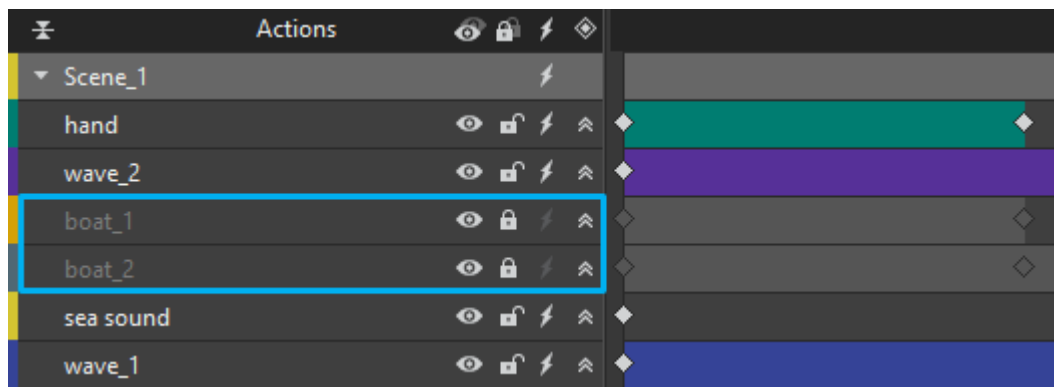 Actions
Scene_1
hand
wave_2
boat_1
boat_2
sea sound
wave_1